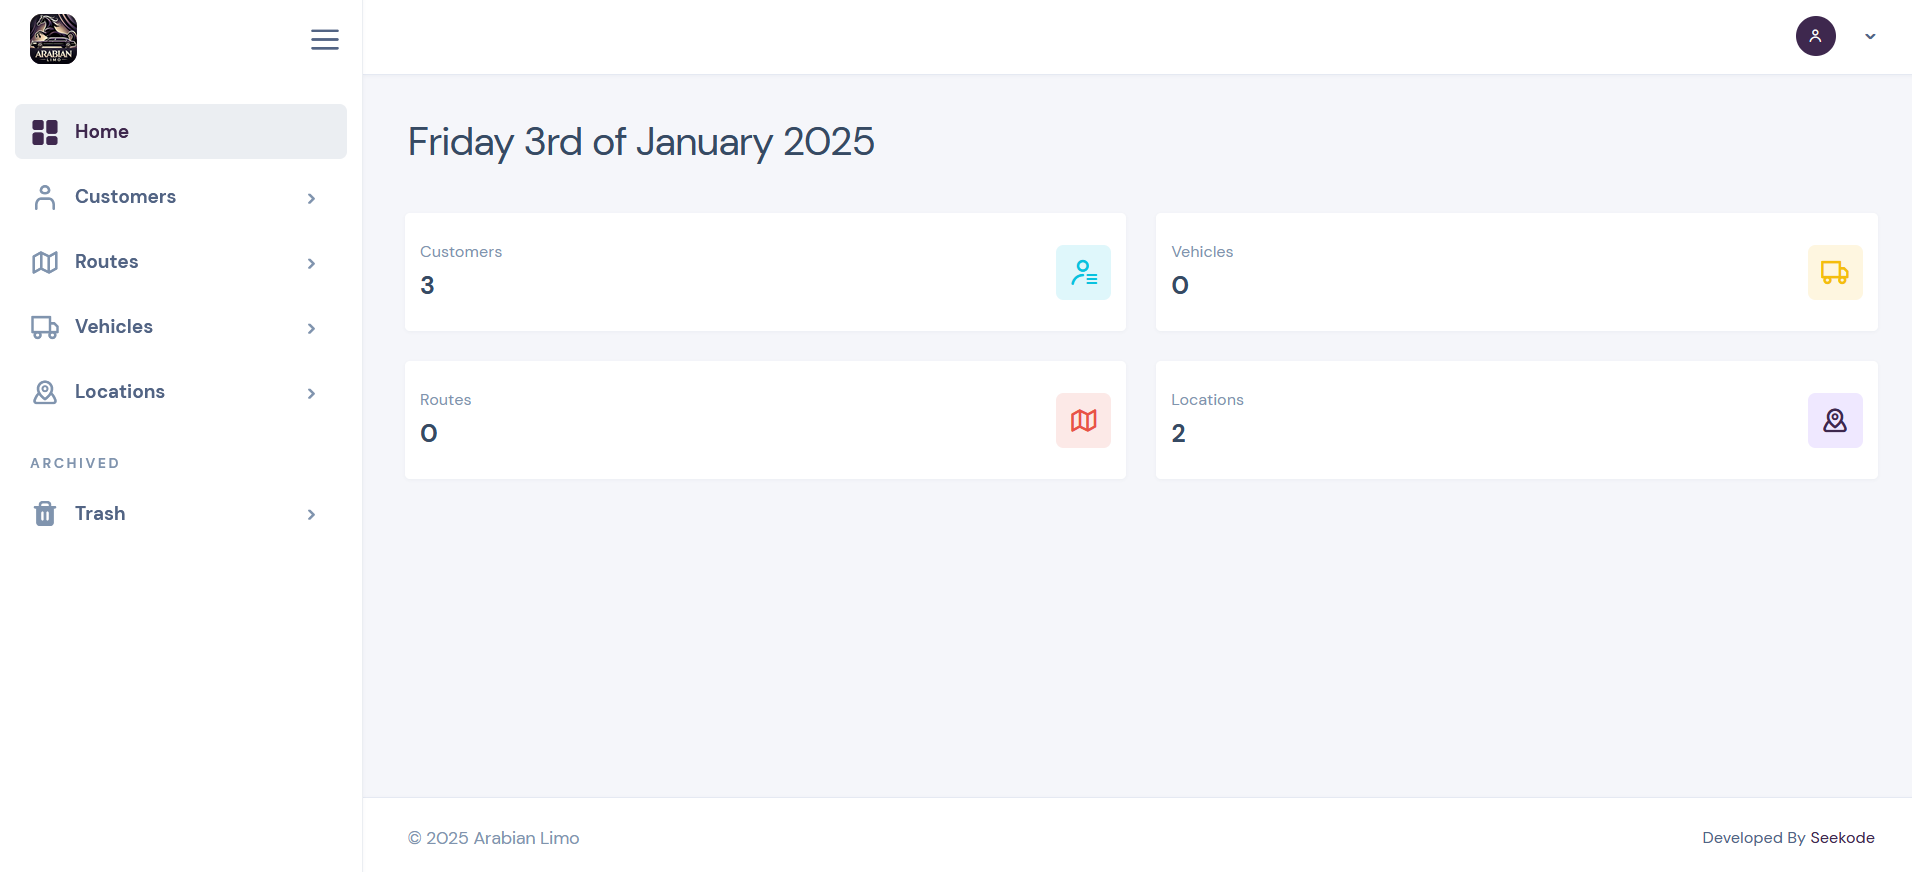 ARABIAN
LIMO
Home
Customers
Routes
Vehicles
Locations
ARCHIVED
Trash
Friday 3rd of January 2025
Customers
3
Vehicles
0
Routes
0
Locations
2
© 2025 Arabian Limo
Developed By Seekode